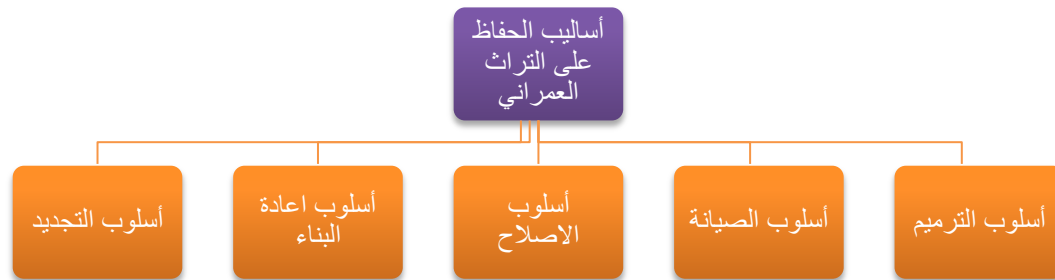 أساليب الحفاظ
على التراث
العمراني
أسلوب الترميم
أسلوب الصيانة
أسلوب
الاصلاح
أسلوب اعادة
البناء
أسلوب التجديد